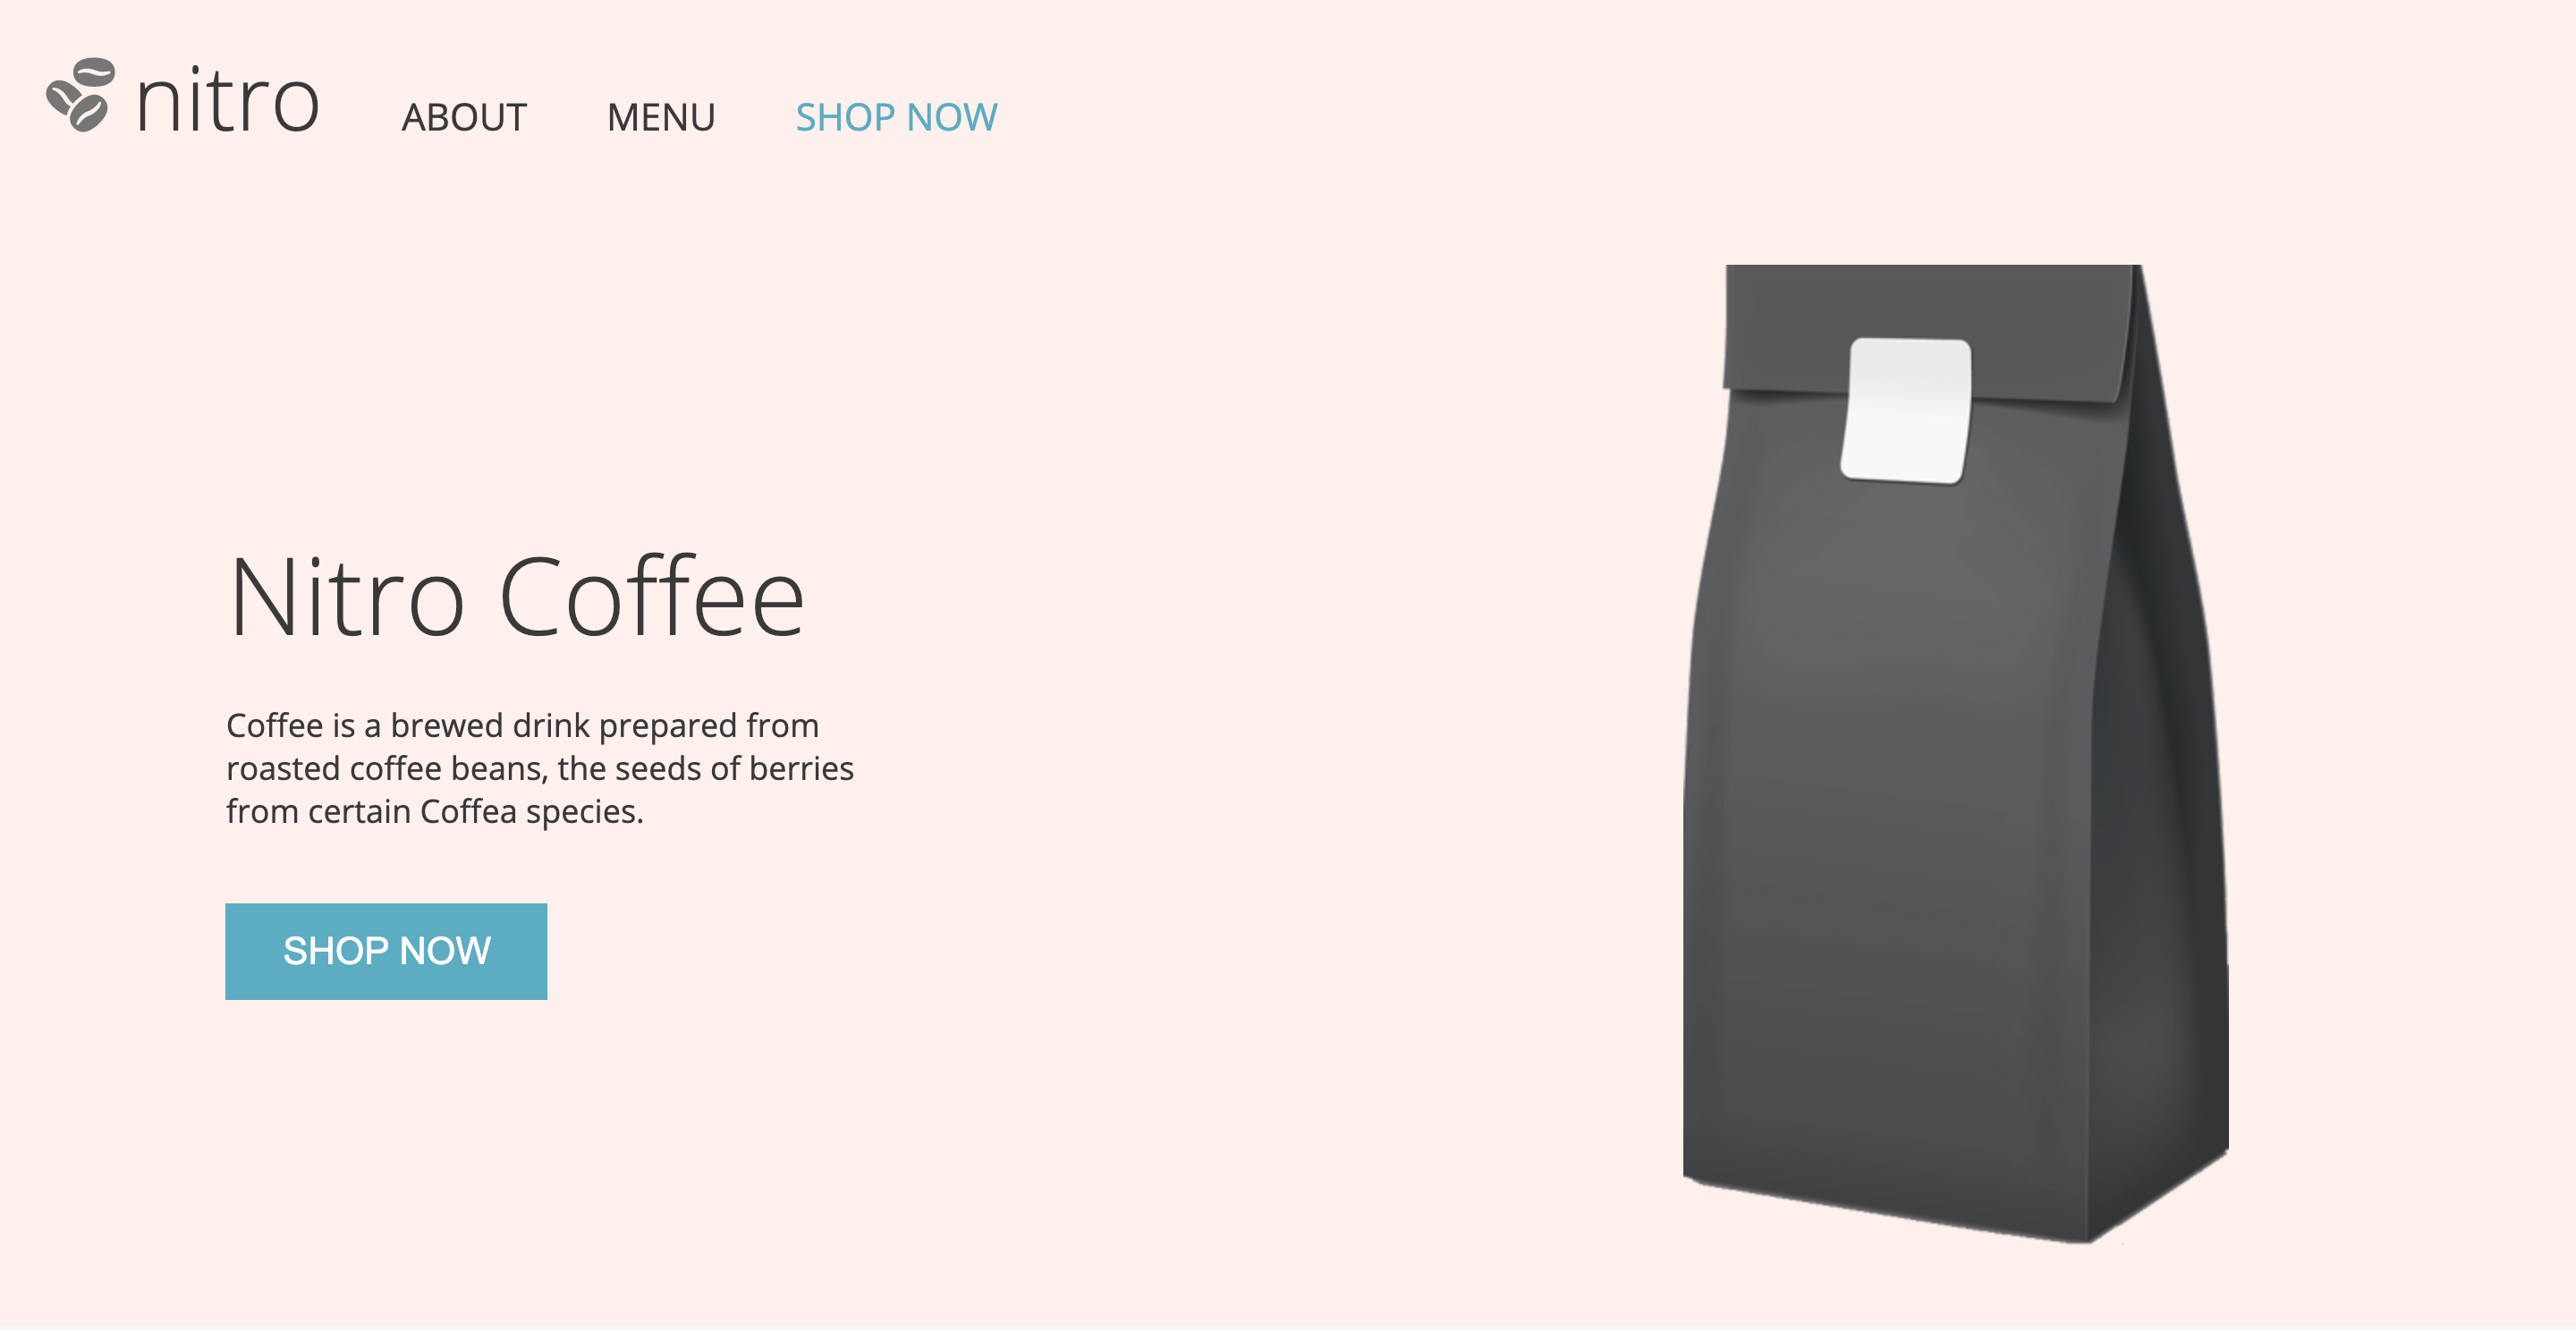 nitro ABOUT MENU SHOP NOW
Nitro Coffee
Coffee is a brewed drink prepared from
roasted coffee beans, the seeds of berries
from certain Coffea species.
SHOP NOW